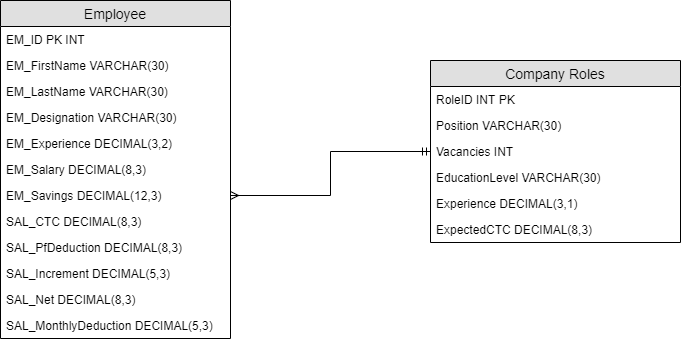 Employee
EM_ID PK INT
EM_FirstName VARCHAR(30)
EM_LastName VARCHAR(30)
EM_Designation VARCHAR(30)
EM_Experience DECIMAL(3,2)
EM_Salary DECIMAL(8,3)
EM_Savings DECIMAL(12,3)
SAL_CTC DECIMAL(8,3)
SAL_PfDeduction DECIMAL(8,3)
SAL_Increment DECIMAL(5,3)
SAL_Net DECIMAL(8,3)
SAL_MonthlyDeduction DECIMAL(5,3)
Company Roles
RoleID INT PK
Position VARCHAR(30)
Vacancies INT
EducationLevel VARCHAR(30)
Experience DECIMAL(3,1)
ExpectedCTC DECIMAL(8,3)